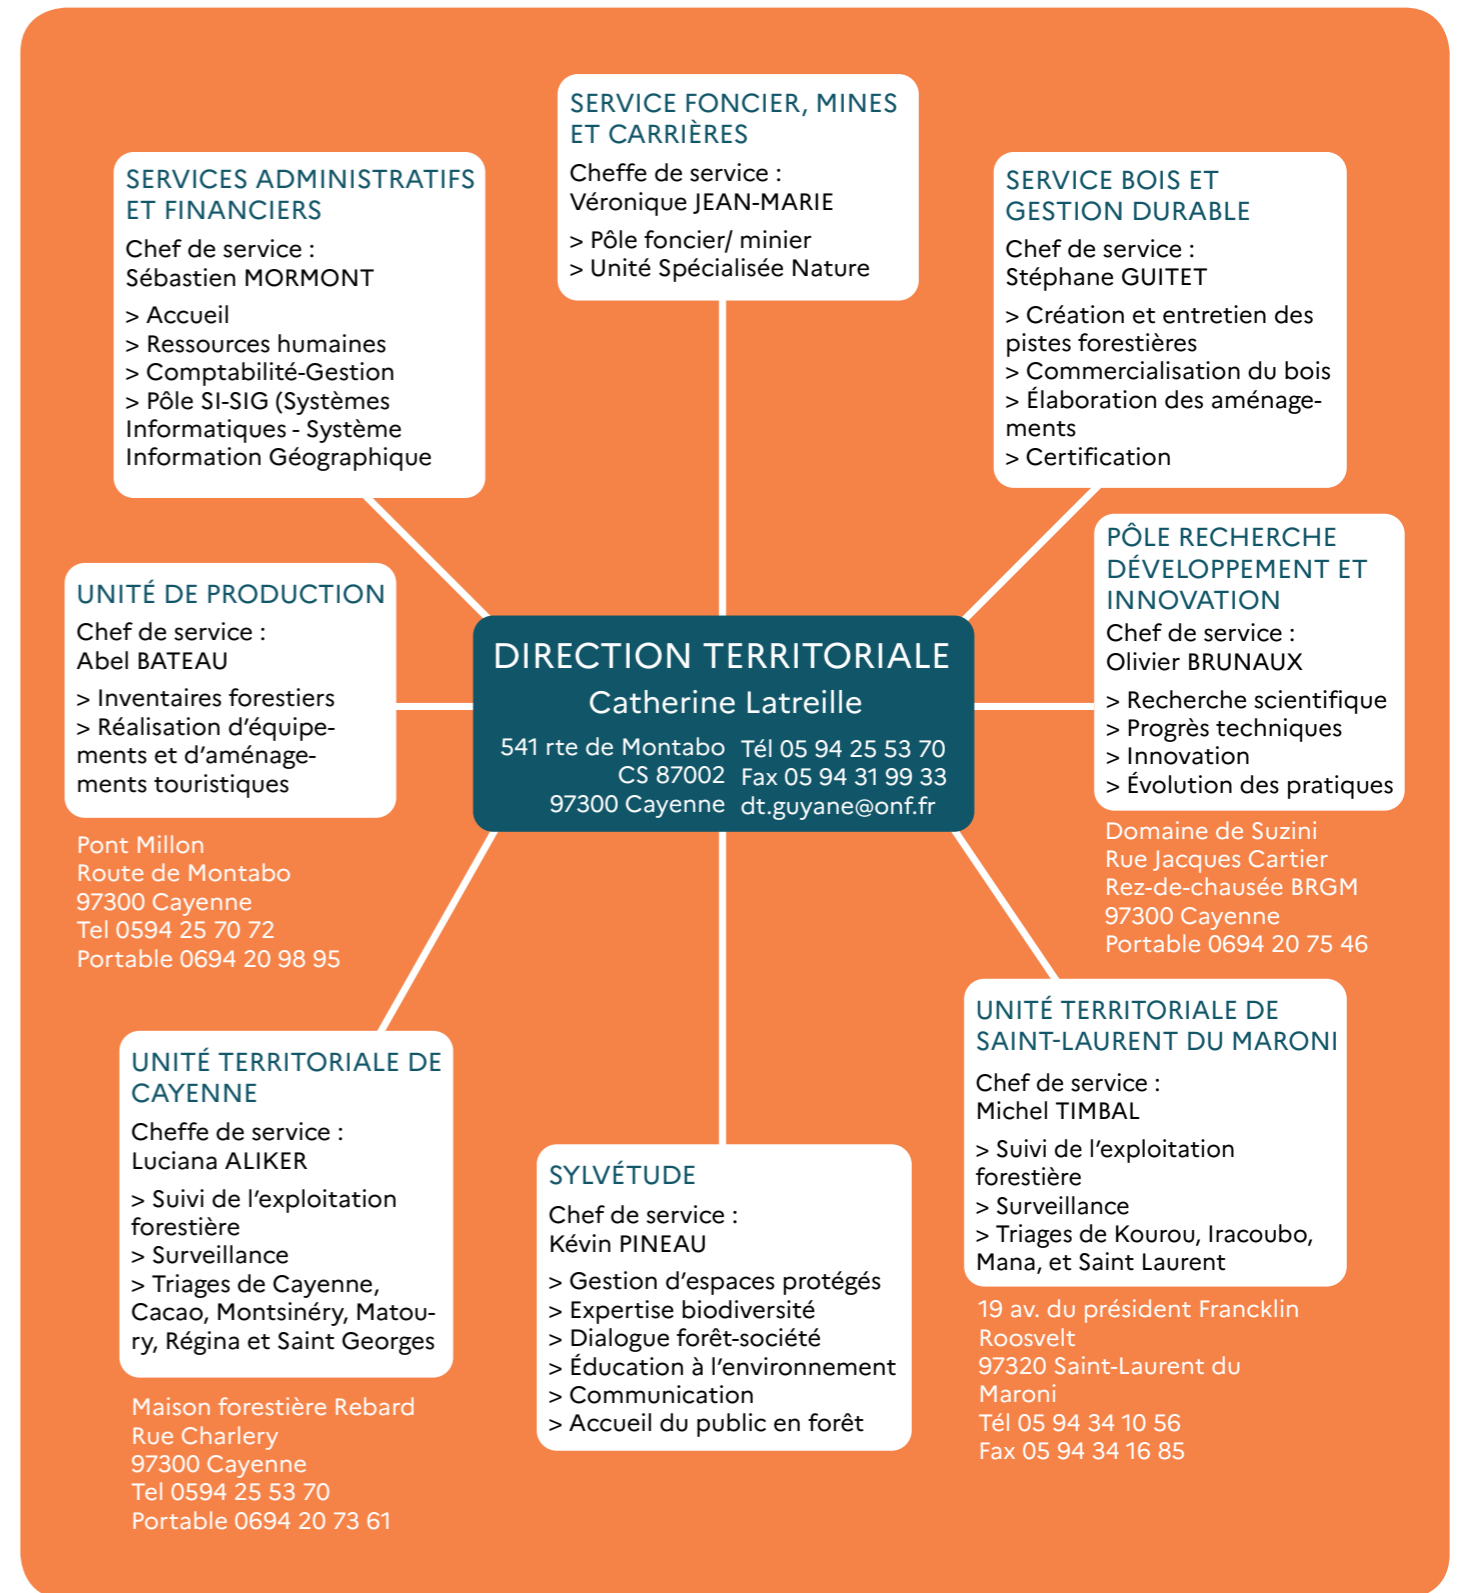 SERVICE FONCIER, MINES
ET CARRIÈRES
Cheffe de service :
Véronique JEAN-MARIE
> Pôle foncier/ minier
> Unité Spécialisée Nature
SERVICES ADMINISTRATIFS
ET FINANCIERS
Chef de service :
Sébastien MORMONT
> Accueil
> Ressources humaines
> Comptabilité-Gestion
> Pôle SI-SIG (Systèmes
Informatiques - Système
Information Géographique
SERVICE BOIS ET
GESTION DURABLE
Chef de service :
Stéphane GUITET
> Création et entretien des
pistes forestières
> Commercialisation du bois
> Élaboration des aménage-
ments
> Certification
UNITÉ DE PRODUCTION
Chef de service :
Abel BATEAU
> Inventaires forestiers
> Réalisation d’équipe-
ments et d’aménage-
ments touristiques
Pont Millon
Route de Montabo
97300 Cayenne
Tel 0594 25 70 72
Portable 0694 20 98 95
DIRECTION TERRITORIALE
Catherine Latreille
541 rte de Montabo
CS 87002
97300 Cayenne
Tél 05 94 25 53 70
Fax 05 94 31 99 33
dt.guyane@onf.fr
PÔLE RECHERCHE
DÉVELOPPEMENT ET
INNOVATION
Chef de service :
Olivier BRUNAUX
> Recherche scientifique
> Progrès techniques
> Innovation
> Évolution des pratiques
Domaine de Suzini
Rue Jacques Cartier
Rez-de-chausée BRGM
97300 Cayenne
Portable 0694 20 75 46
UNITÉ TERRITORIALE DE
CAYENNE
Cheffe de service :
Luciana ALIKER
> Suivi de l’exploitation
forestière
> Surveillance
> Triages de Cayenne,
Cacao, Montsinéry, Matou-
ry, Régina et Saint Georges
Maison forestière Rebard
Rue Charlery
97300 Cayenne
Tel 0594 25 53 70
Portable 0694 20 73 61
SYLVÉTUDE
Chef de service :
Kévin PINEAU
> Gestion d’espaces protégés
> Expertise biodiversité
> Dialogue forêt-société
> Éducation à l’environnement
> Communication
> Accueil du public en forêt
UNITÉ TERRITORIALE DE
SAINT-LAURENT DU MARONI
Chef de service :
Michel TIMBAL
> Suivi de l’exploitation
forestière
> Surveillance
> Triages de Kourou, Iracoubo,
Mana, et Saint Laurent
19 av. du président Francklin
Roosvelt
97320 Saint-Laurent du
Maroni
Tél 05 94 34 10 56
Fax 05 94 34 16 85